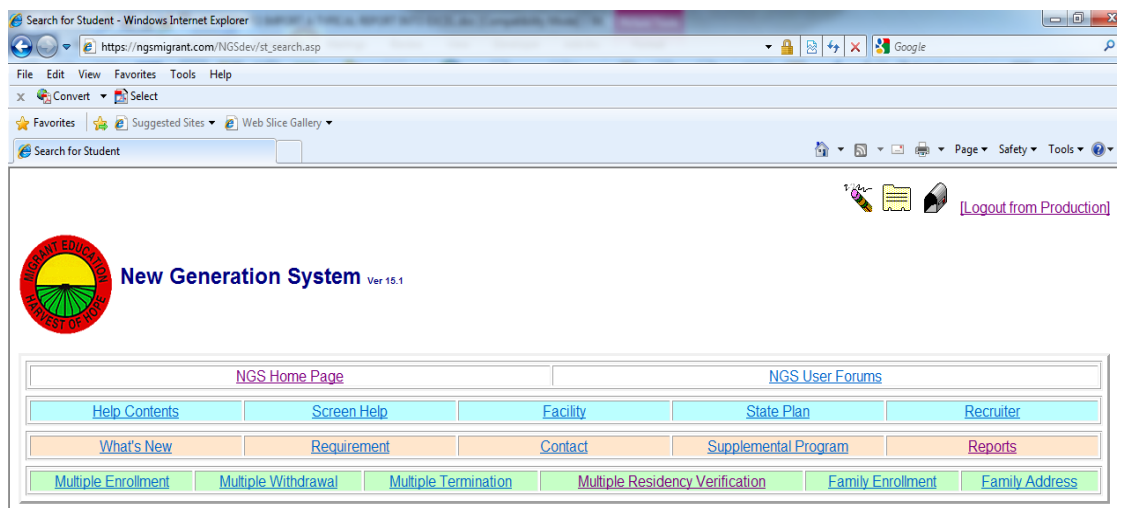 Search for Student - Windows Internet Explorer
https://ngsmigrant.com/NGSdev/st_search.asp Google
File Edit View Favorites Tools Help
x Convert Select
Favorites Suggested Sites Web Slice Gallery
Search for Student Page Safety Tools
[Logout from Production]
MIGRANT EDUCATION
HARVEST OF HOPE
New Generation System Ver 15.1
NGS Home Page NGS User Forums
Help Contents Screen Help Facility State Plan Recruiter
What's New Requirement Contact Supplemental Program Reports
Multiple Enrollment Multiple Withdrawal Multiple Termination Multiple Residency Verification Family Enrollment Family Address